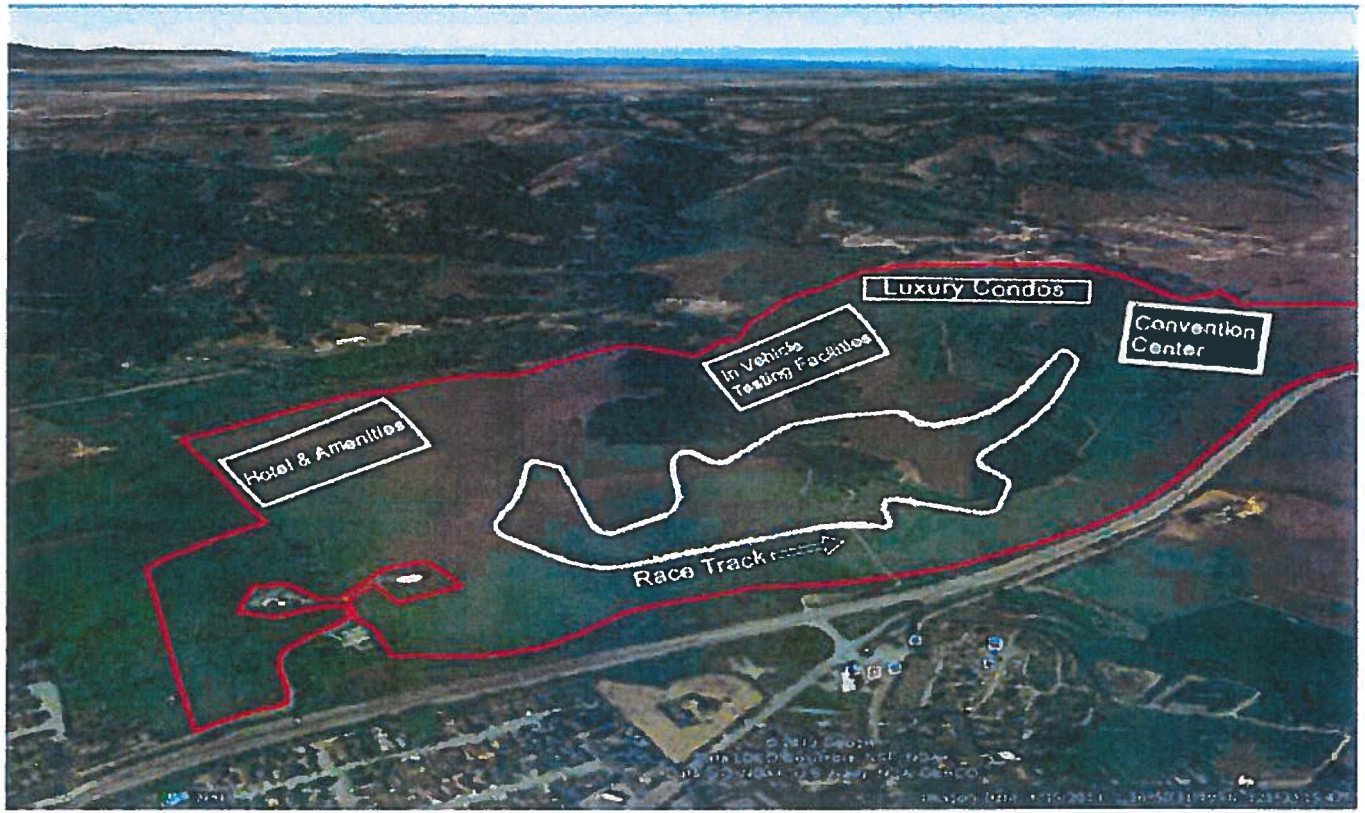 Luxury Condos
Convention
Center
In Vehicle
Testing Facilities
Hotel & Amenities
Race Track